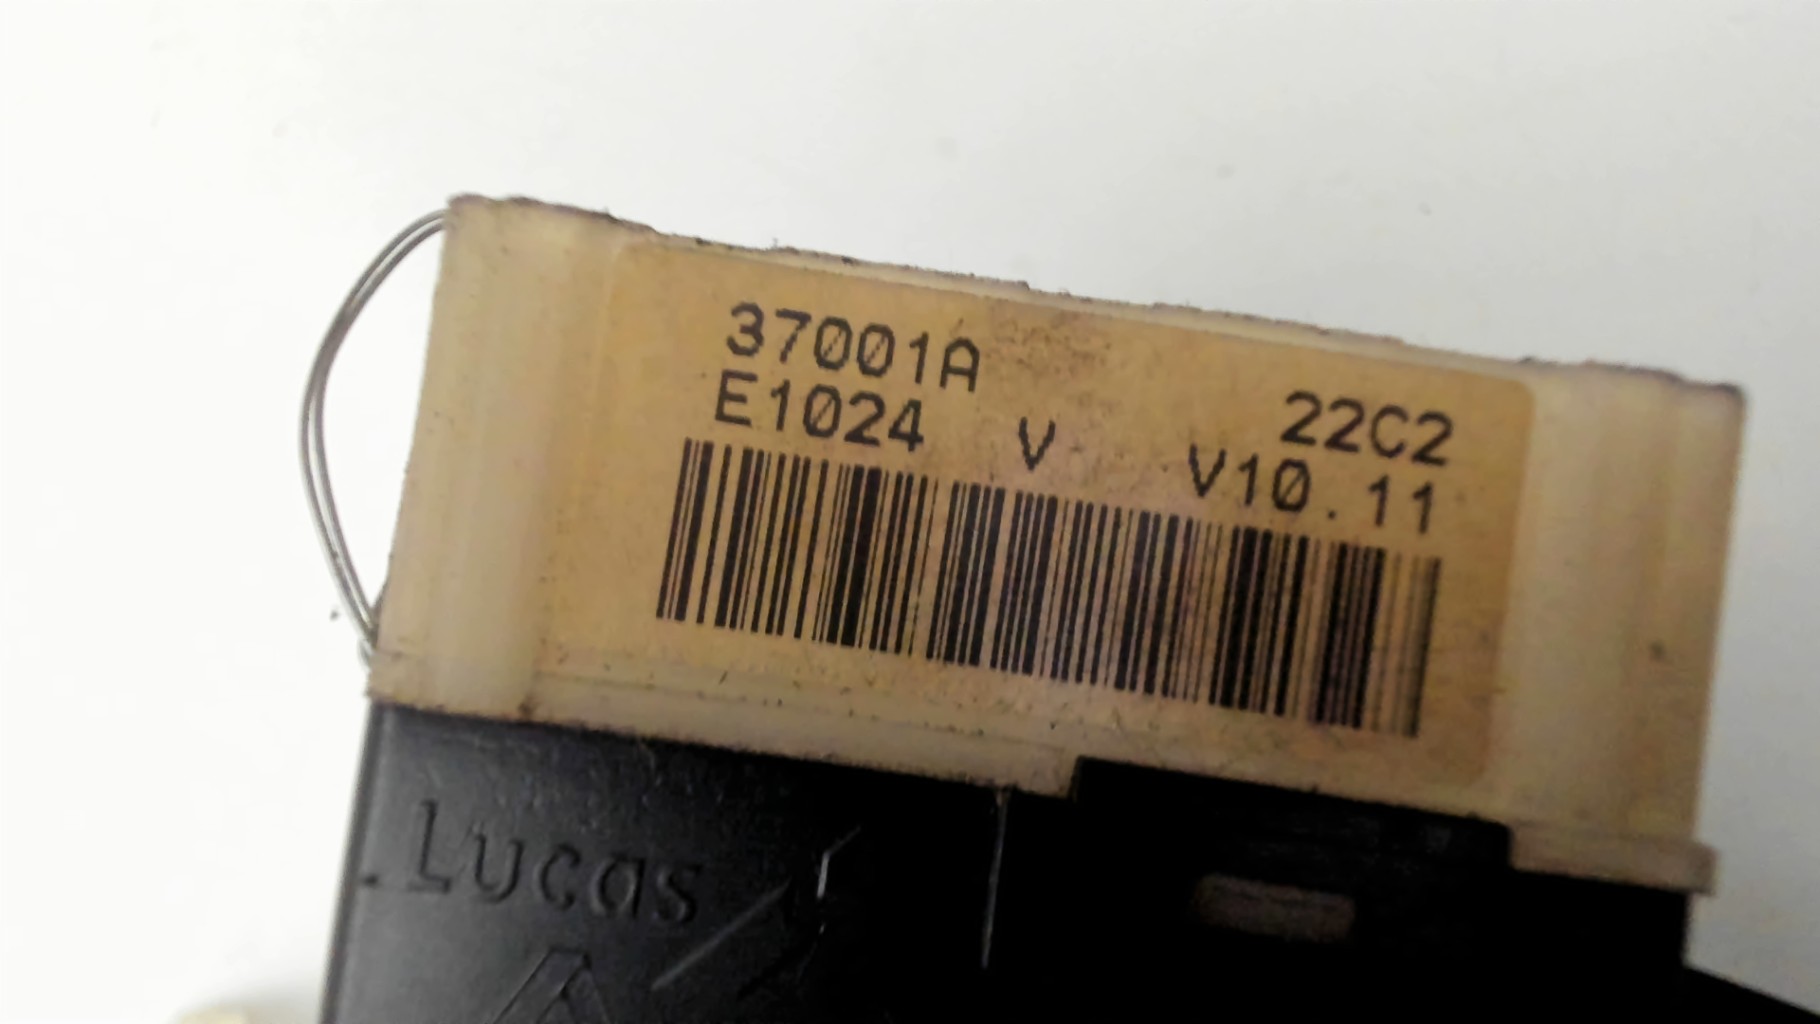 37001A 22C2
E1024 V V10.11
Lucas